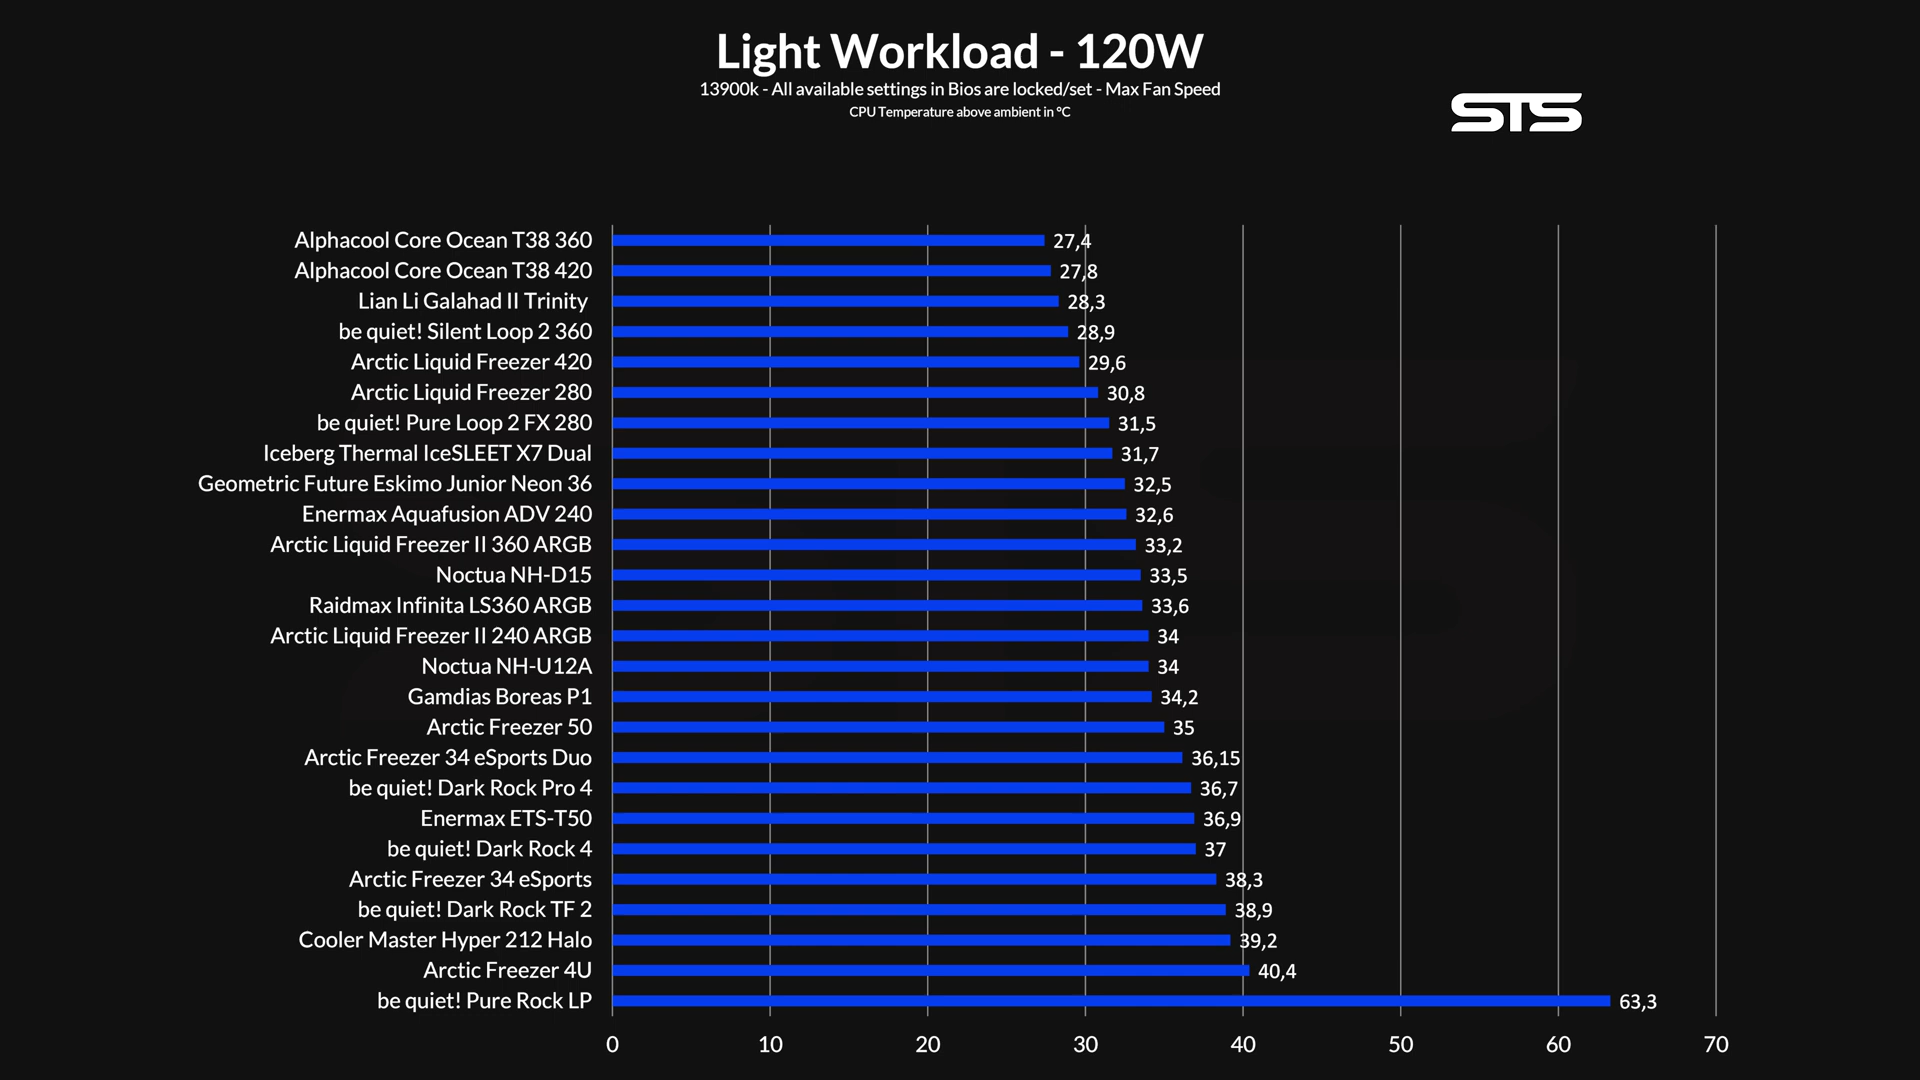 Light Workload - 120W
13900k - All available settings in Bios are locked/set - Max Fan Speed
CPU Temperature above ambient in °C
STS
Alphacool Core Ocean T38 360 27,4
Alphacool Core Ocean T38 420 27,8
Lian Li Galahad II Trinity 28,3
be quiet! Silent Loop 2 360 28,9
Arctic Liquid Freezer 420 29,6
Arctic Liquid Freezer 280 30,8
be quiet! Pure Loop 2 FX 280 31,5
Iceberg Thermal IceSLEET X7 Dual 31,7
Geometric Future Eskimo Junior Neon 36 32,5
Enermax Aquafusion ADV 240 32,6
Arctic Liquid Freezer II 360 ARGB 33,2
Noctua NH-D15 33,5
Raidmax Infinita LS360 ARGB 33,6
Arctic Liquid Freezer II 240 ARGB 34
Noctua NH-U12A 34
Gamdias Boreas P1 34,2
Arctic Freezer 50 35
Arctic Freezer 34 eSports Duo 36,15
be quiet! Dark Rock Pro 4 36,7
Enermax ETS-T50 36,9
be quiet! Dark Rock 4 37
Arctic Freezer 34 eSports 38,3
be quiet! Dark Rock TF 2 38,9
Cooler Master Hyper 212 Halo 39,2
Arctic Freezer 4U 40,4
be quiet! Pure Rock LP 63,3
0 10 20 30 40 50 60 70